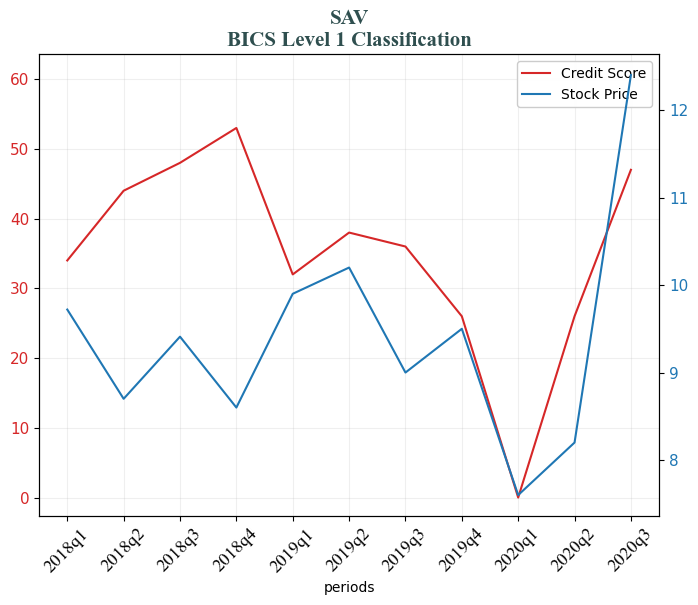 SAV
BICS Level 1 Classification
Credit Score
Stock Price
60
50
40
30
20
10
0
12
11
10
9
8
2018q1
2018q2
2018q3
2018q4
2019q1
2019q2
2019q3
2019q4
2020q1
2020q2
2020q3
periods